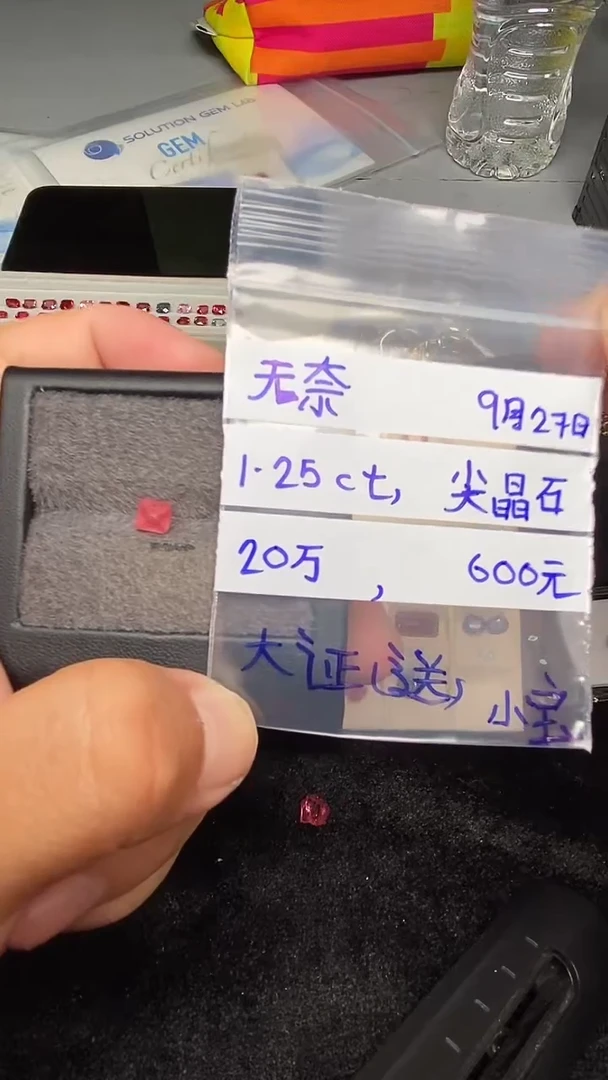 SOLUTION GEM LAB
GEM
无奈 9月27日
1.25ct, 尖晶石
20万, 600元
大证(送) 小宝